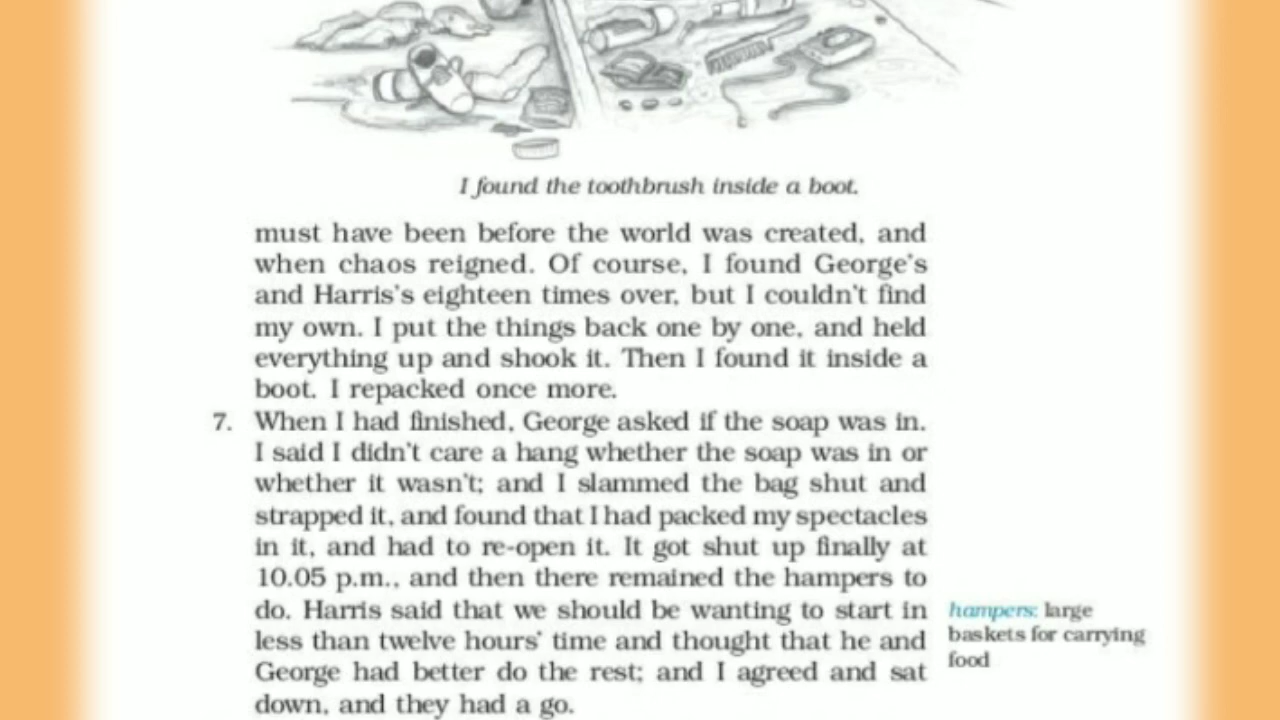 I found the toothbrush inside a boot.
must have been before the world was created, and
when chaos reigned. Of course, I found George's
and Harris's eighteen times over, but I couldn't find
my own. I put the things back one by one, and held
everything up and shook it. Then I found it inside a
boot. I repacked once more.
7. When I had finished, George asked if the soap was in.
I said I didn't care a hang whether the soap was in or
whether it wasn't; and I slammed the bag shut and
strapped it, and found that I had packed my spectacles
in it, and had to re-open it. It got shut up finally at
10.05 p.m., and then there remained the hampers to
do. Harris said that we should be wanting to start in
less than twelve hours' time and thought that he and
George had better do the rest; and I agreed and sat
down, and they had a go.
hampers: large
baskets for carrying
food